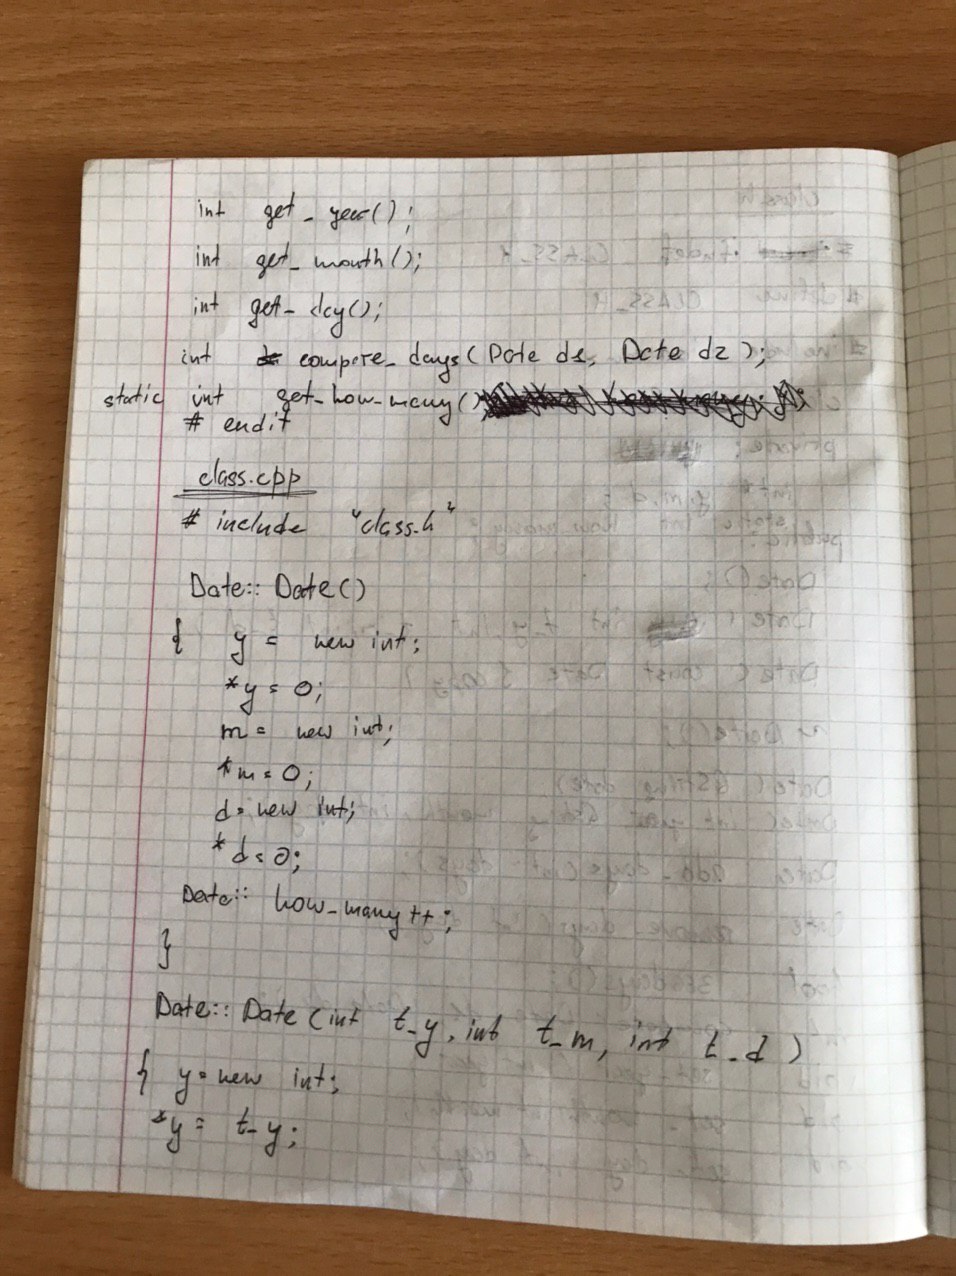 int get_year();
int get_month();
int get_day();
int compare_days(Date d1, Date d2);
static int get_how_many()
# endif
class.cpp
# include "class.h"
Date:: Date()
{ y = new int;
*y = 0;
m = new int;
*m = 0;
d = new int;
*d = 0;
Date:: how_many++;
}
Date:: Date (int t_y, int t_m, int t_d)
{ y = new int;
*y = t_y;